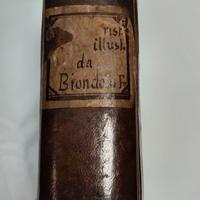 rist.
illust.
da
Biondo. F.